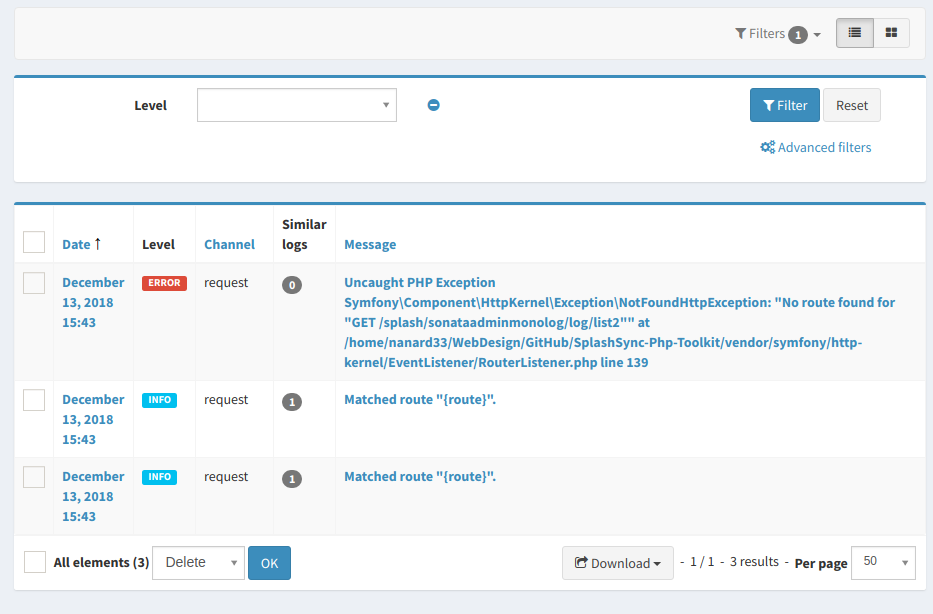 Filters 1
Level
Filter Reset
Advanced filters
Similar
Date ↑ Level Channel logs Message
December ERROR request 0 Uncaught PHP Exception
13, 2018 Symfony\Component\HttpKernel\Exception\NotFoundHttpException: "No route found for
15:43 "GET /splash/sonataadminmonolog/log/list2"" at
/home/nanard33/WebDesign/GitHub/SplashSync-Php-Toolkit/vendor/symfony/http-
kernel/EventListener/RouterListener.php line 139
December INFO request 1 Matched route "{route}".
13, 2018
15:43
December INFO request 1 Matched route "{route}".
13, 2018
15:43
All elements (3) Delete OK Download - 1 / 1 - 3 results - Per page 50